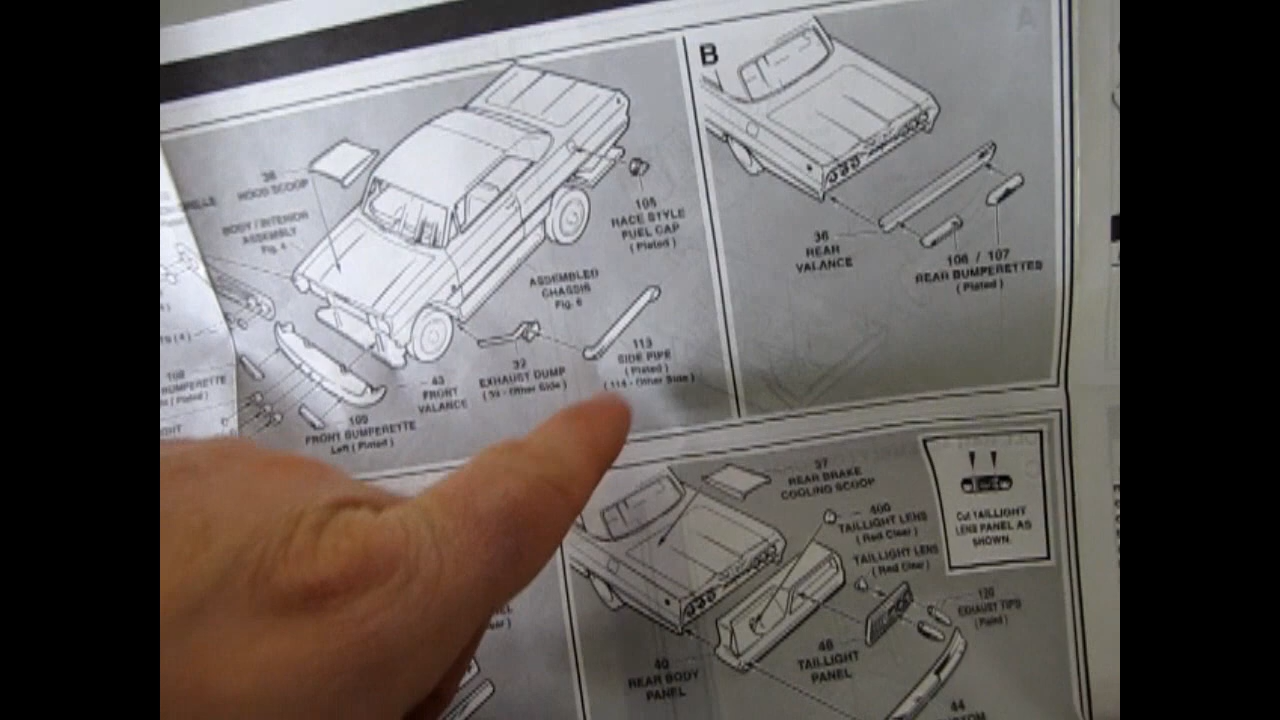 38
HOOD SCOOP
BODY / INTERIOR
ASSEMBLY
Fig. 4
105
RACE STYLE
FUEL CAP
( Plated )
ASSEMBLED
CHASSIS
Fig. 6
113
SIDE PIPE
( Plated )
( 114 - Other Side )
32
EXHAUST DUMP
( 33 - Other Side )
43
FRONT
VALANCE
109
FRONT BUMPERETTE
Left ( Plated )
108
B
36
REAR
VALANCE
106 / 107
REAR BUMPERETTES
( Plated )
37
REAR BRAKE
COOLING SCOOP
400
TAILLIGHT LENS
( Red Clear )
TAILLIGHT LENS
( Red Clear )
120
EXHAUST TIPS
( Plated )
48
TAILLIGHT
PANEL
40
REAR BODY
PANEL
44
Cut TAILLIGHT
LENS PANEL AS
SHOWN.